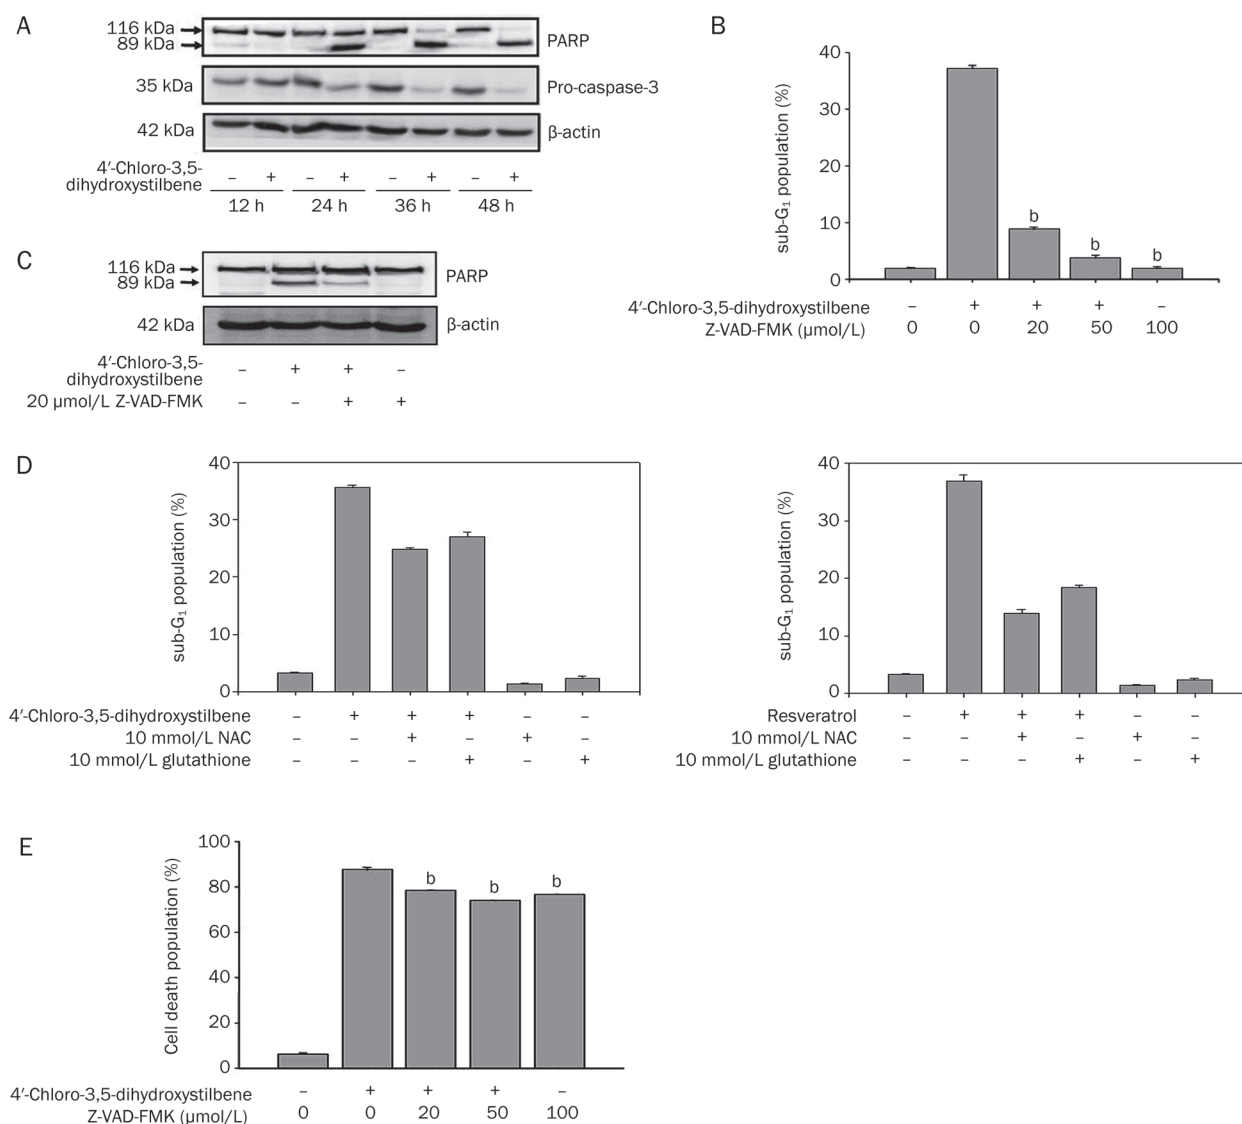 A
116 kDa
89 kDa
PARP
35 kDa
Pro-caspase-3
42 kDa
β-actin
4′-Chloro-3,5-
dihydroxystilbene
– + – + – + – +
12 h 24 h 36 h 48 h
B
40
30
20
10
0
sub-G₁ population (%)
b
b
b
4′-Chloro-3,5-dihydroxystilbene – + + + –
Z-VAD-FMK (μmol/L) 0 0 20 50 100
C
116 kDa
89 kDa
PARP
42 kDa
β-actin
4′-Chloro-3,5-
dihydroxystilbene
– + + –
20 μmol/L Z-VAD-FMK – – + +
D
40
30
20
10
0
sub-G₁ population (%)
4′-Chloro-3,5-dihydroxystilbene – + + + – –
10 mmol/L NAC – – + – + –
10 mmol/L glutathione – – – + – +
40
30
20
10
0
sub-G₁ population (%)
Resveratrol – + + + – –
10 mmol/L NAC – – + – + –
10 mmol/L glutathione – – – + – +
E
100
80
60
40
20
0
Cell death population (%)
b
b
b
4′-Chloro-3,5-dihydroxystilbene – + + + –
Z-VAD-FMK (μmol/L) 0 0 20 50 100